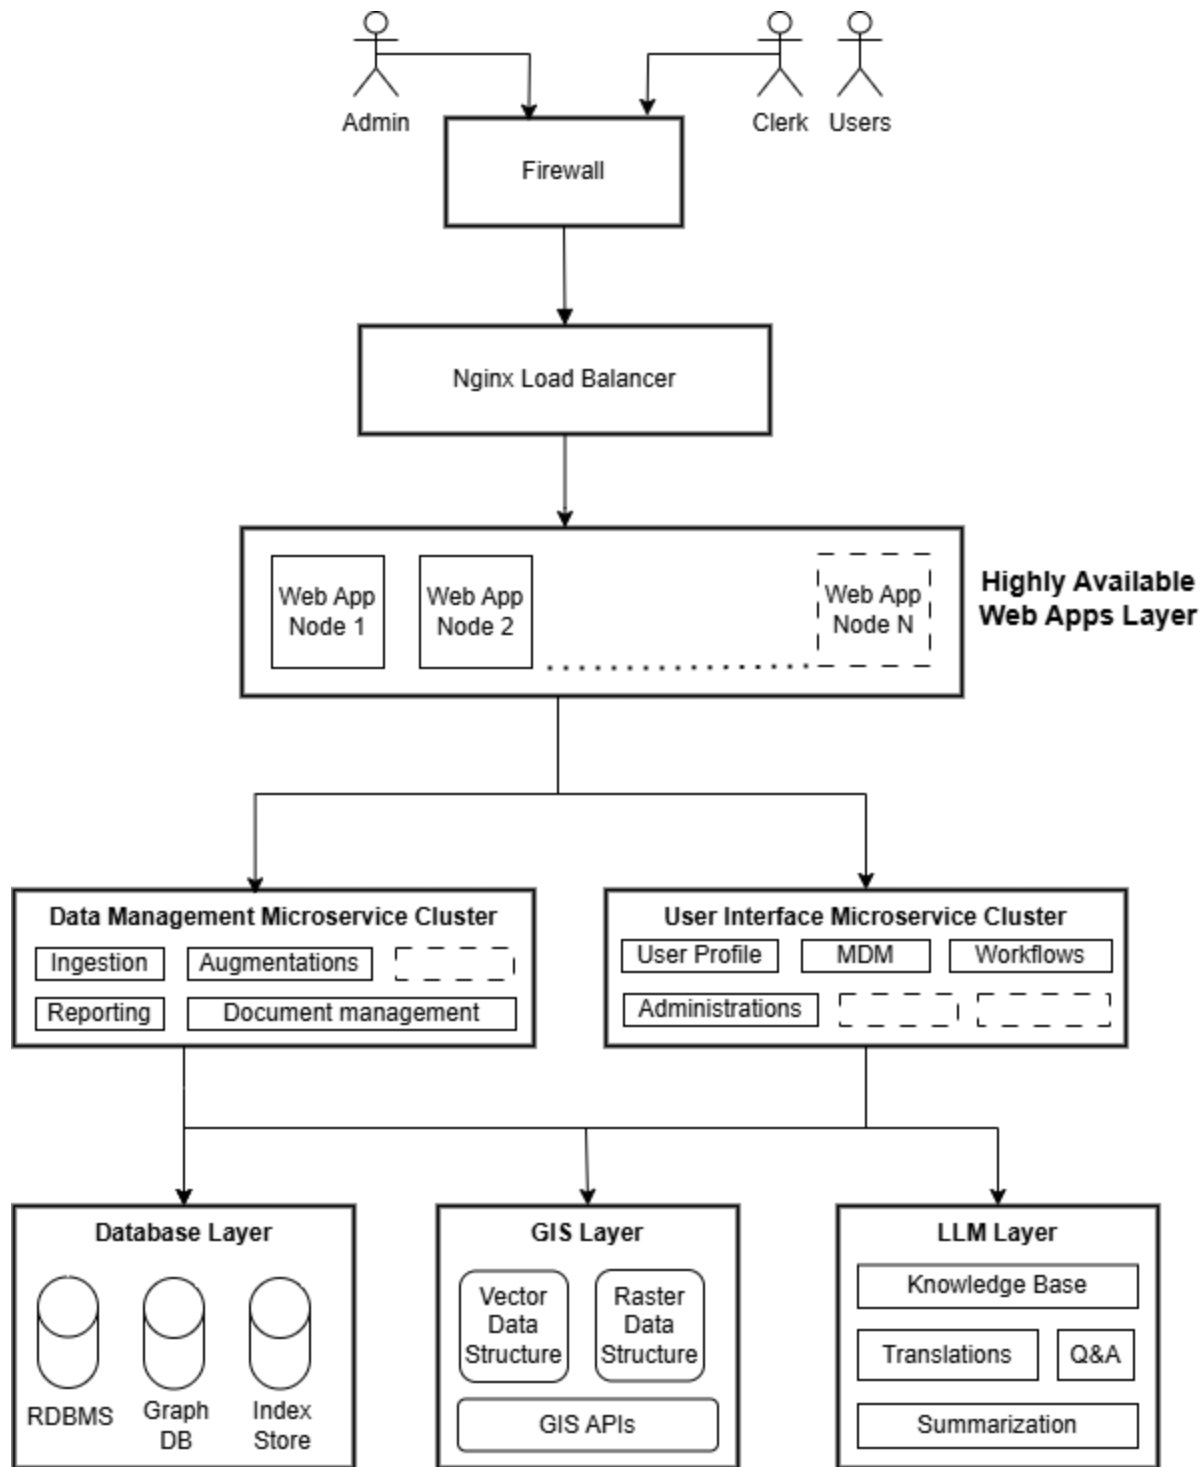 Admin
Clerk
Users
Firewall
Nginx Load Balancer
Web App
Node 1
Web App
Node 2
Web App
Node N
Highly Available
Web Apps Layer
Data Management Microservice Cluster
Ingestion
Augmentations
Reporting
Document management
User Interface Microservice Cluster
User Profile
MDM
Workflows
Administrations
Database Layer
RDBMS
Graph
DB
Index
Store
GIS Layer
Vector
Data
Structure
Raster
Data
Structure
GIS APIs
LLM Layer
Knowledge Base
Translations
Q&A
Summarization